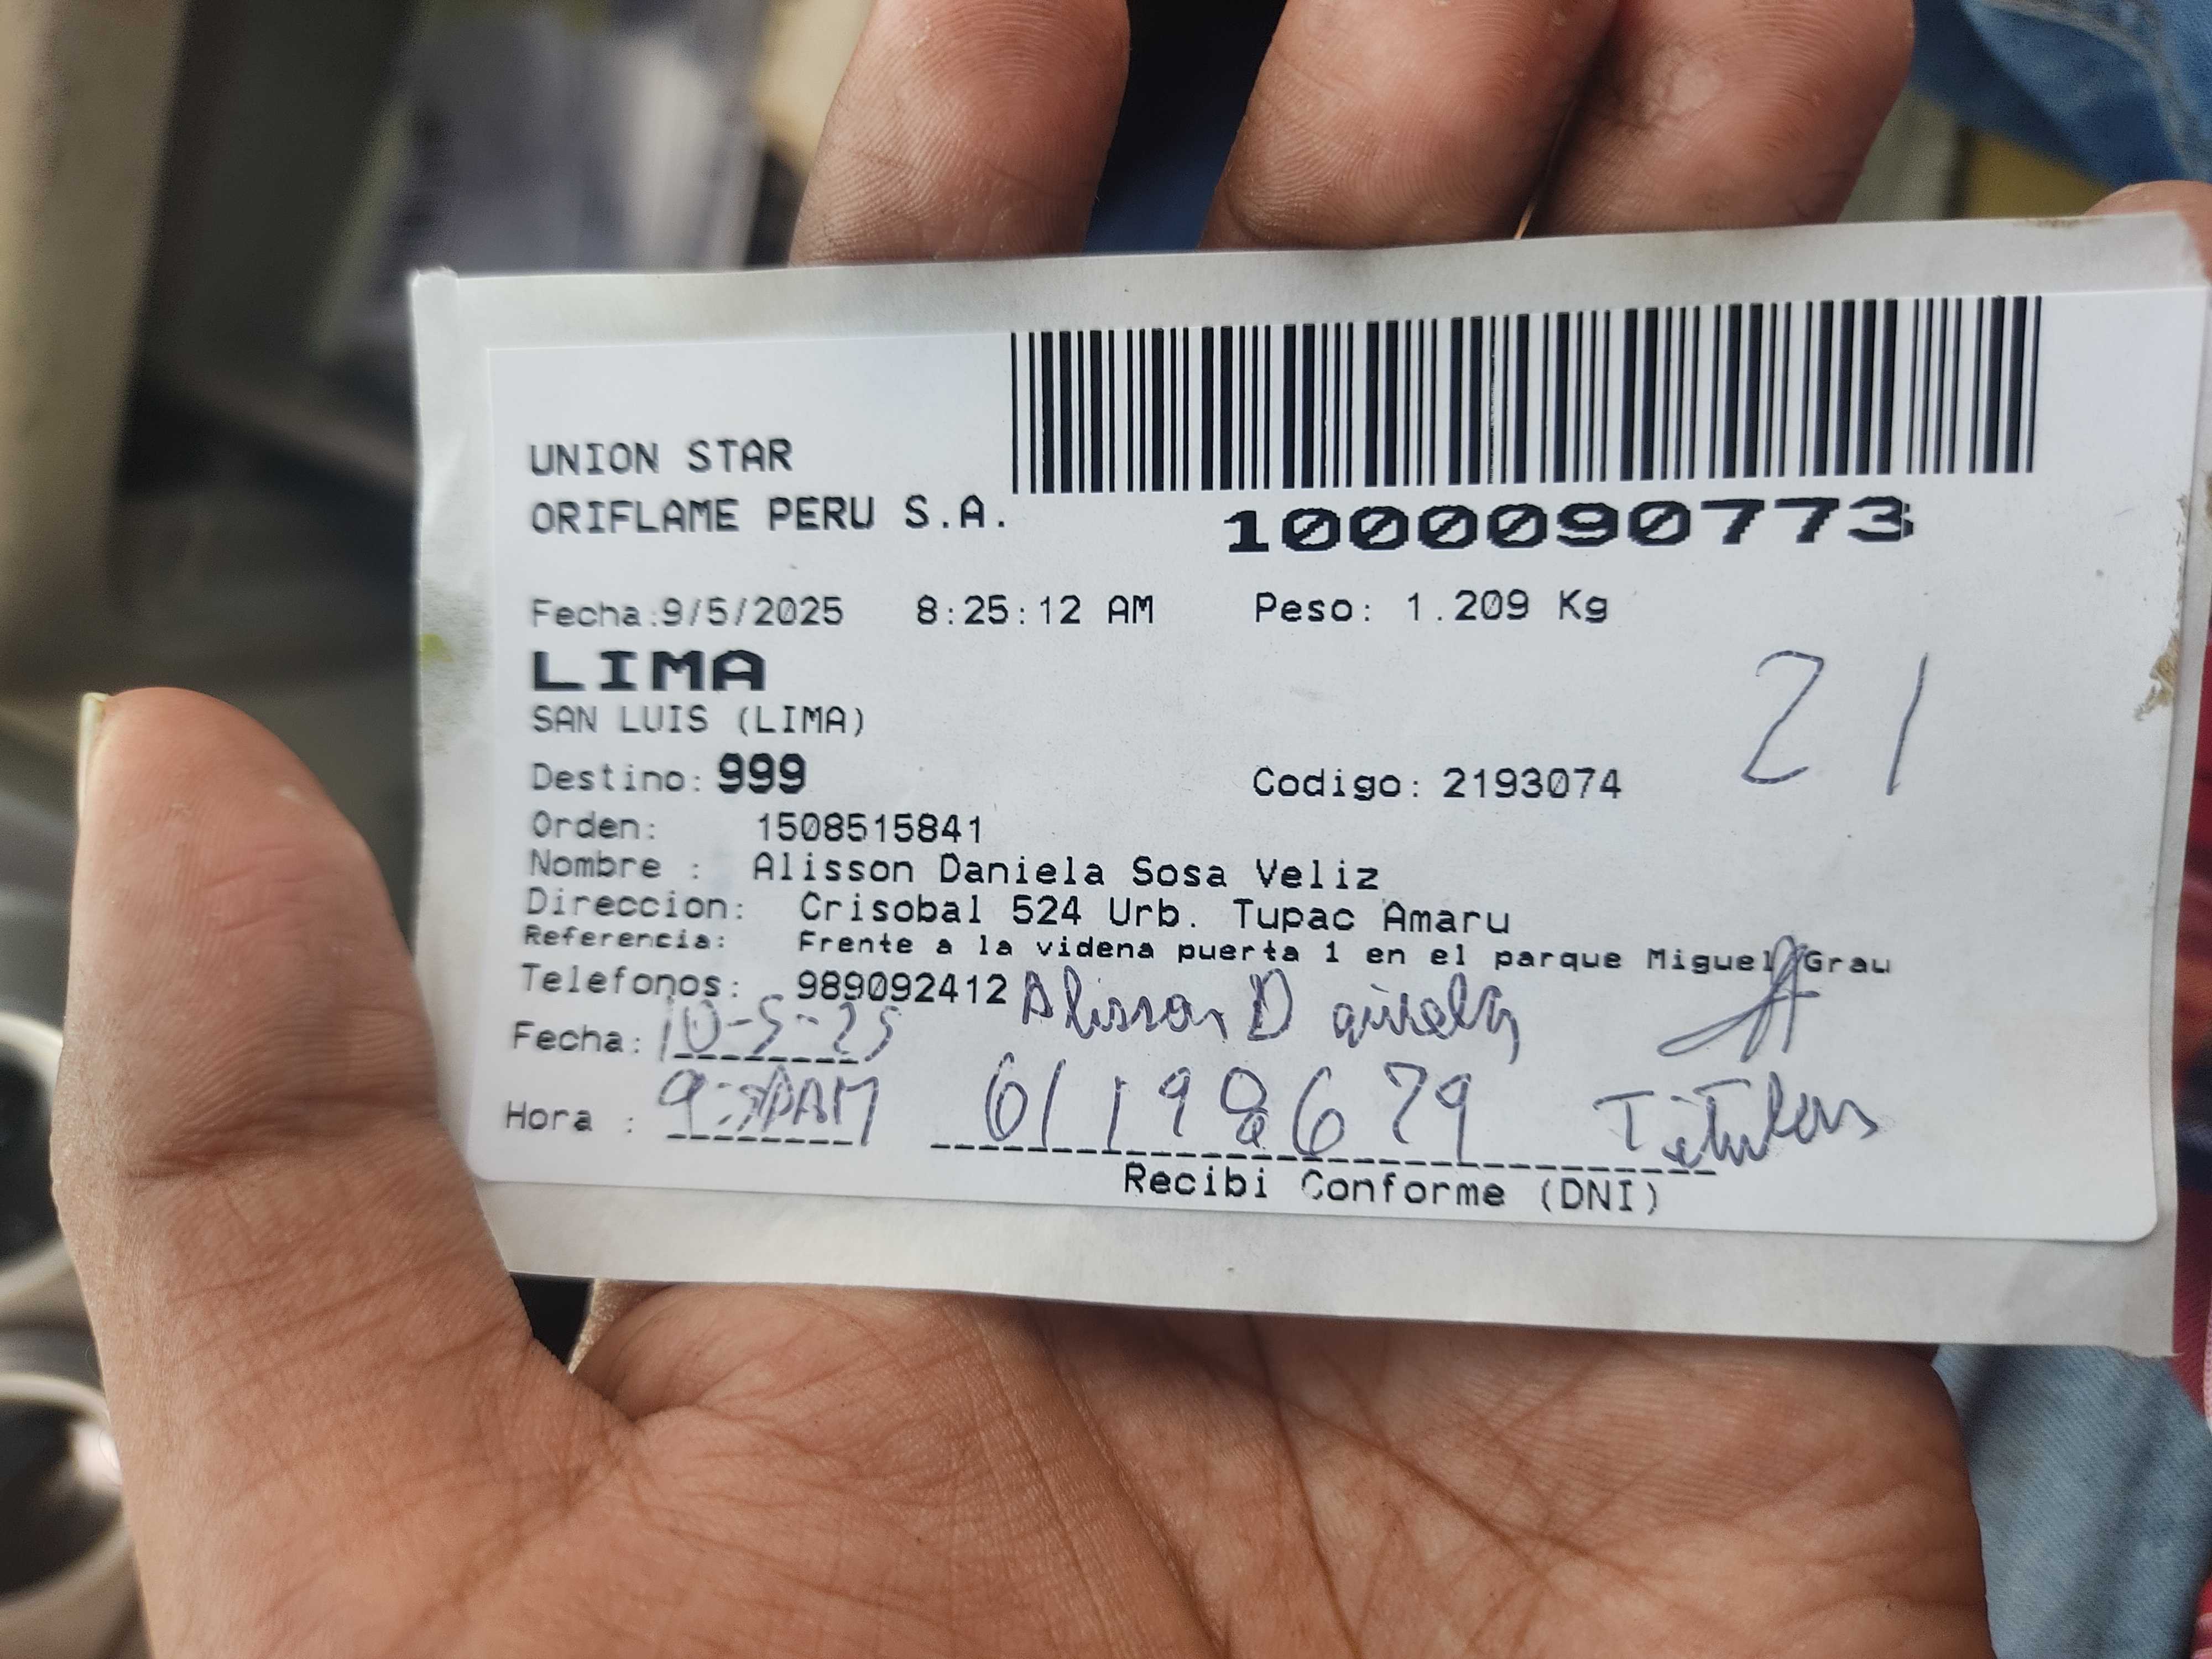 UNION STAR
ORIFLAME PERU S.A.
1000090773
Fecha:9/5/2025 8:25:12 AM Peso: 1.209 Kg
LIMA
SAN LUIS (LIMA)
21
Destino: 999 Codigo: 2193074
Orden: 1508515841
Nombre : Alisson Daniela Sosa Veliz
Direccion: Crisobal 524 Urb. Tupac Amaru
Referencia: Frente a la videna puerta 1 en el parque Miguel Grau
Telefonos: 989092412 Alisson Daniela
Fecha: 10-5-25
Hora : 61198679 Titular
Recibi Conforme (DNI)